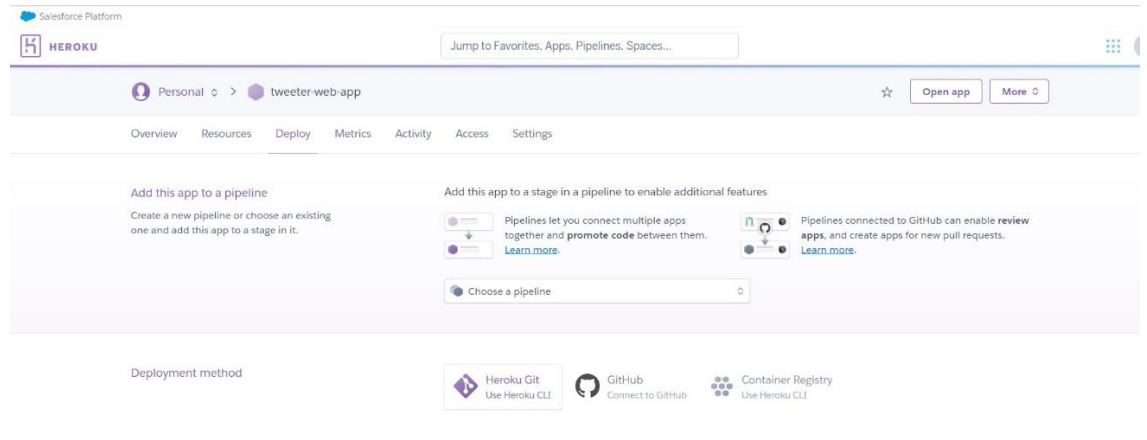 Salesforce Platform
HEROKU
Jump to Favorites, Apps, Pipelines, Spaces...
Personal > tweeter-web-app
Open app
More
Overview Resources Deploy Metrics Activity Access Settings
Add this app to a pipeline
Create a new pipeline or choose an existing
one and add this app to a stage in it.
Add this app to a stage in a pipeline to enable additional features
Pipelines let you connect multiple apps
together and promote code between them.
Learn more.
Pipelines connected to GitHub can enable review
apps, and create apps for new pull requests.
Learn more.
Choose a pipeline
Deployment method
Heroku Git
Use Heroku CLI
GitHub
Connect to GitHub
Container Registry
Use Heroku CLI